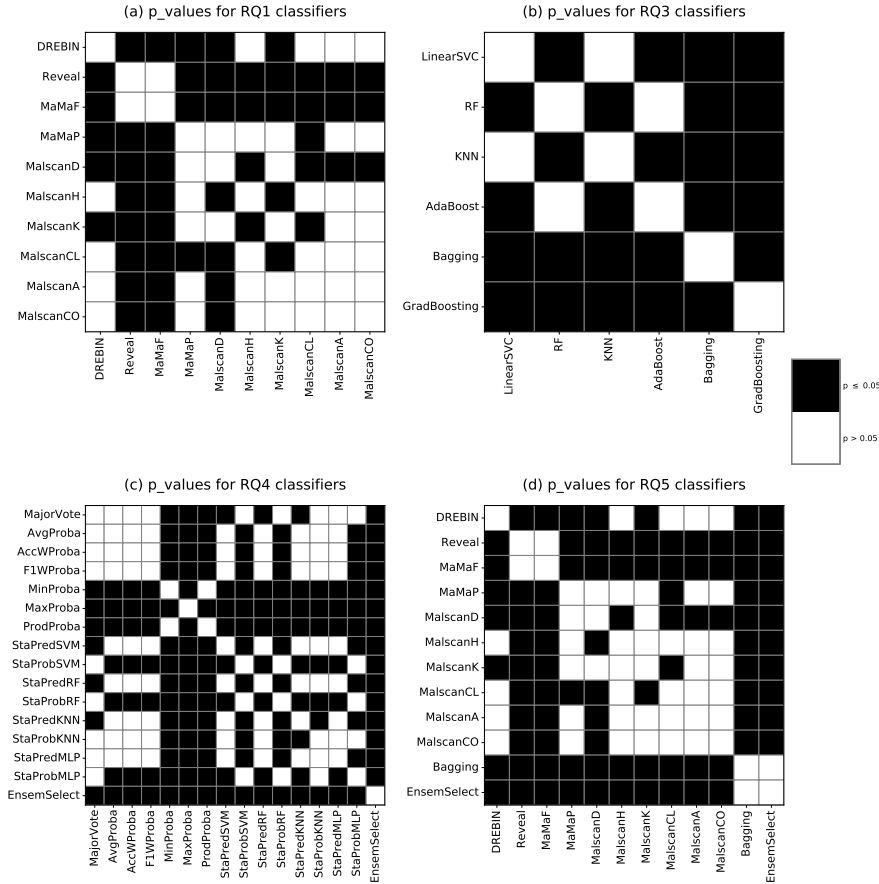 (a) p_values for RQ1 classifiers
DREBIN
Reveal
MaMaF
MaMaP
MalscanD
MalscanH
MalscanK
MalscanCL
MalscanA
MalscanCO
DREBIN
Reveal
MaMaF
MaMaP
MalscanD
MalscanH
MalscanK
MalscanCL
MalscanA
MalscanCO
(b) p_values for RQ3 classifiers
LinearSVC
RF
KNN
AdaBoost
Bagging
GradBoosting
LinearSVC
RF
KNN
AdaBoost
Bagging
GradBoosting
p ≤ 0.05
p > 0.05
(c) p_values for RQ4 classifiers
MajorVote
AvgProba
AccWProba
F1WProba
MinProba
MaxProba
ProdProba
StaPredSVM
StaProbSVM
StaPredRF
StaProbRF
StaPredKNN
StaProbKNN
StaPredMLP
StaProbMLP
EnsemSelect
MajorVote
AvgProba
AccWProba
F1WProba
MinProba
MaxProba
ProdProba
StaPredSVM
StaProbSVM
StaPredRF
StaProbRF
StaPredKNN
StaProbKNN
StaPredMLP
StaProbMLP
EnsemSelect
(d) p_values for RQ5 classifiers
DREBIN
Reveal
MaMaF
MaMaP
MalscanD
MalscanH
MalscanK
MalscanCL
MalscanA
MalscanCO
Bagging
EnsemSelect
DREBIN
Reveal
MaMaF
MaMaP
MalscanD
MalscanH
MalscanK
MalscanCL
MalscanA
MalscanCO
Bagging
EnsemSelect